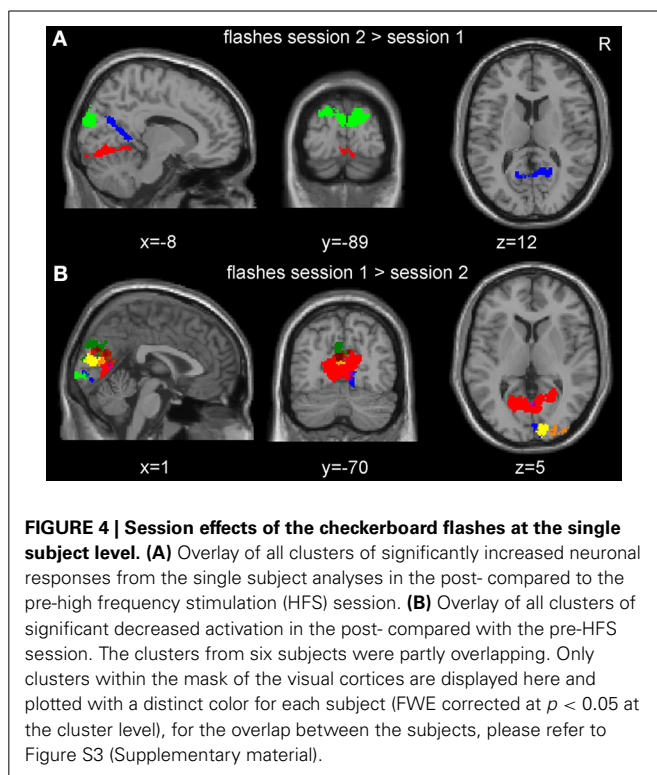 A
flashes session 2 > session 1
R
x=-8
y=-89
z=12
B
flashes session 1 > session 2
x=1
y=-70
z=5
FIGURE 4 | Session effects of the checkerboard flashes at the single
subject level. (A) Overlay of all clusters of significantly increased neuronal
responses from the single subject analyses in the post- compared to the
pre-high frequency stimulation (HFS) session. (B) Overlay of all clusters of
significant decreased activation in the post- compared with the pre-HFS
session. The clusters from six subjects were partly overlapping. Only
clusters within the mask of the visual cortices are displayed here and
plotted with a distinct color for each subject (FWE corrected at p < 0.05 at
the cluster level), for the overlap between the subjects, please refer to
Figure S3 (Supplementary material).